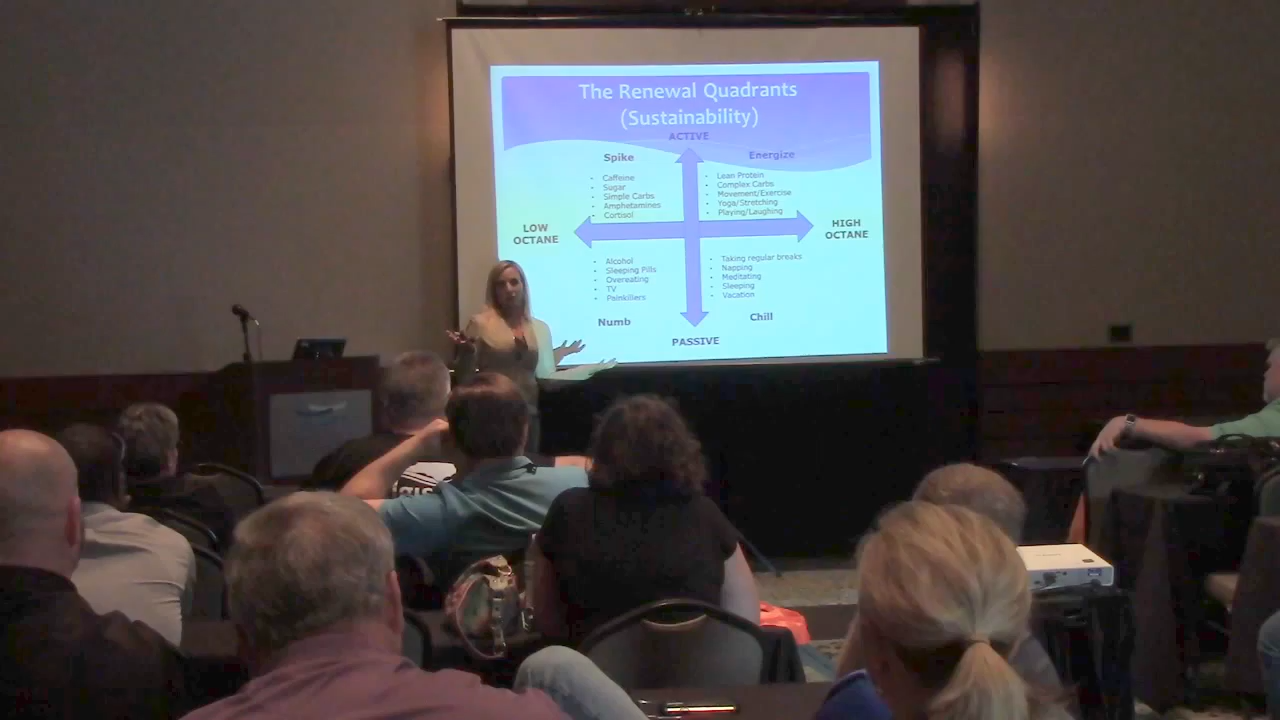 The Renewal Quadrants
(Sustainability)
ACTIVE
Spike
Caffeine
Sugar
Simple Carbs
Amphetamines
Cortisol
Energize
Lean Protein
Complex Carbs
Movement/Exercise
Yoga/Stretching
Playing/Laughing
LOW
OCTANE
HIGH
OCTANE
Alcohol
Sleeping Pills
Overeating
TV
Painkillers
Numb
Taking regular breaks
Napping
Meditating
Sleeping
Vacation
Chill
PASSIVE